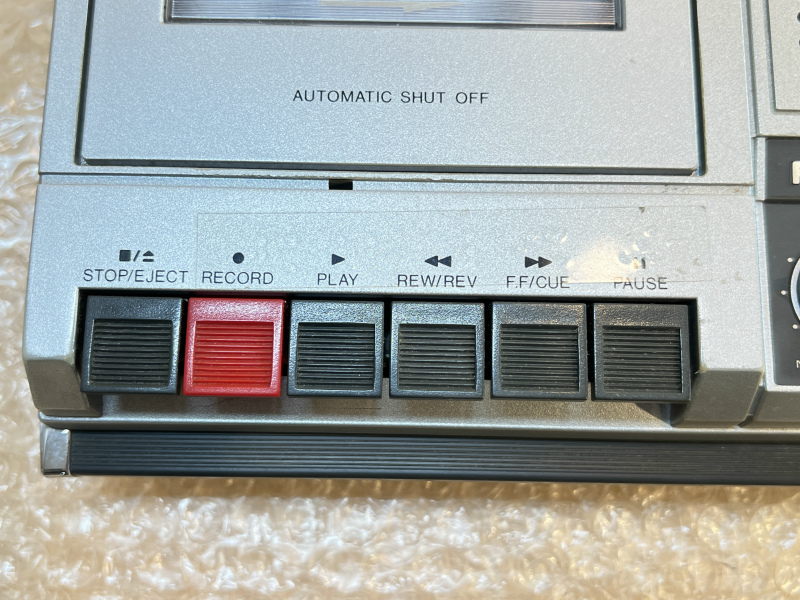 AUTOMATIC SHUT OFF
STOP/EJECT RECORD PLAY REW/REV F.F/CUE PAUSE